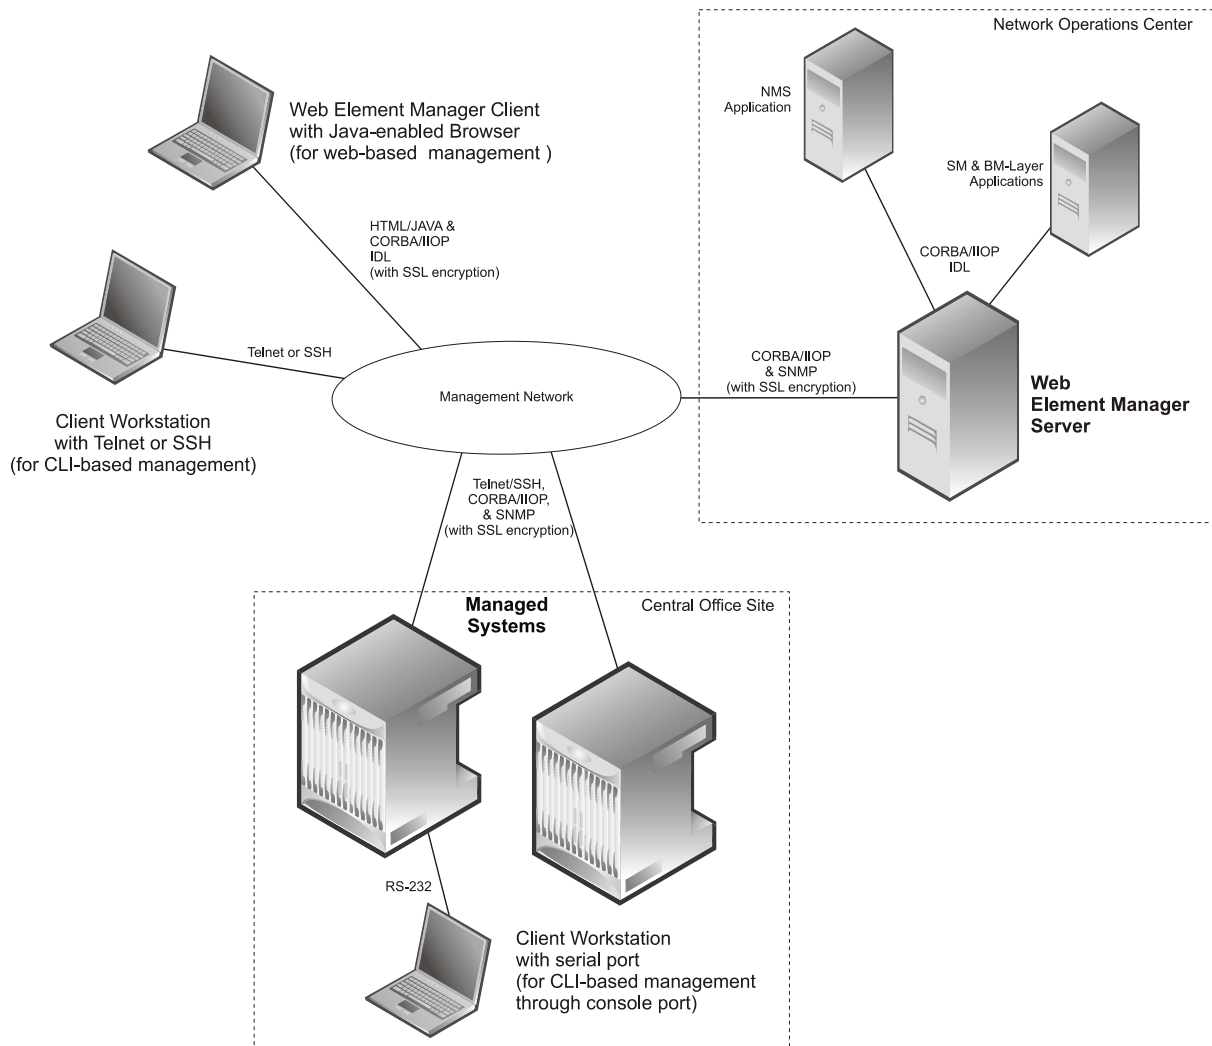 Network Operations Center
NMS
Application
SM & BM-Layer
Applications
Web Element Manager Client
with Java-enabled Browser
(for web-based management )
HTML/JAVA &
CORBA/IIOP
IDL
(with SSL encryption)
CORBA/IIOP
IDL
Telnet or SSH
Client Workstation
with Telnet or SSH
(for CLI-based management)
Management Network
CORBA/IIOP
& SNMP
(with SSL encryption)
Web
Element Manager
Server
Telnet/SSH,
CORBA/IIOP,
& SNMP
(with SSL encryption)
Managed
Systems
Central Office Site
RS-232
Client Workstation
with serial port
(for CLI-based management
through console port)